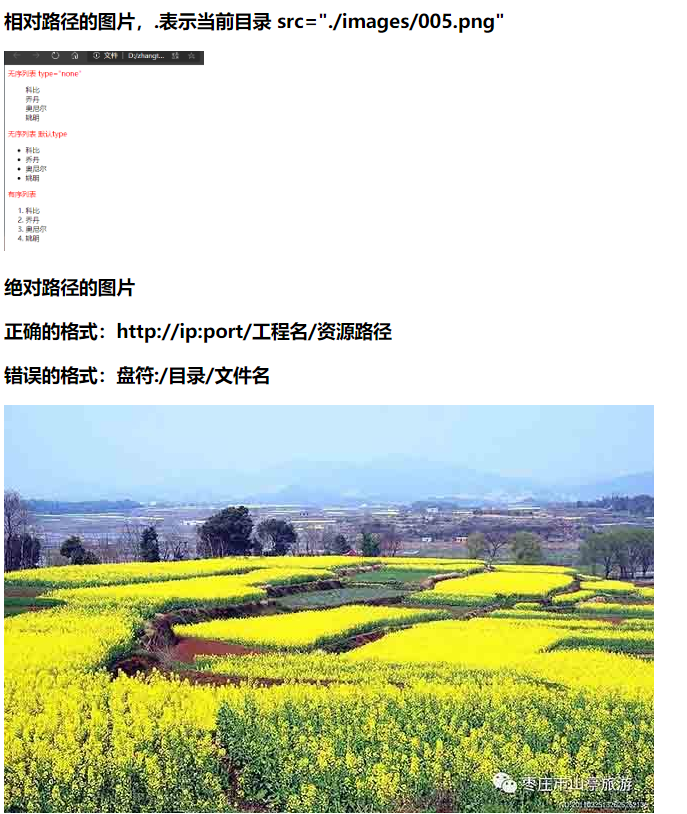 相对路径的图片，.表示当前目录 src="./images/005.png"
文件 | D:/zhangt...
无序列表 type="none"
科比
乔丹
奥尼尔
姚明
无序列表 默认type
科比
乔丹
奥尼尔
姚明
有序列表
1. 科比
2. 乔丹
3. 奥尼尔
4. 姚明
绝对路径的图片
正确的格式：http://ip:port/工程名/资源路径
错误的格式：盘符:/目录/文件名
枣庄市山亭旅游